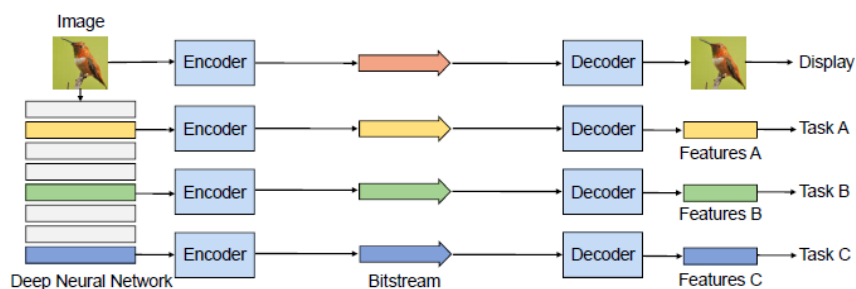 Image
Encoder
Decoder
Display
Encoder
Decoder
Features A
Task A
Encoder
Decoder
Features B
Task B
Encoder
Decoder
Features C
Task C
Deep Neural Network
Bitstream